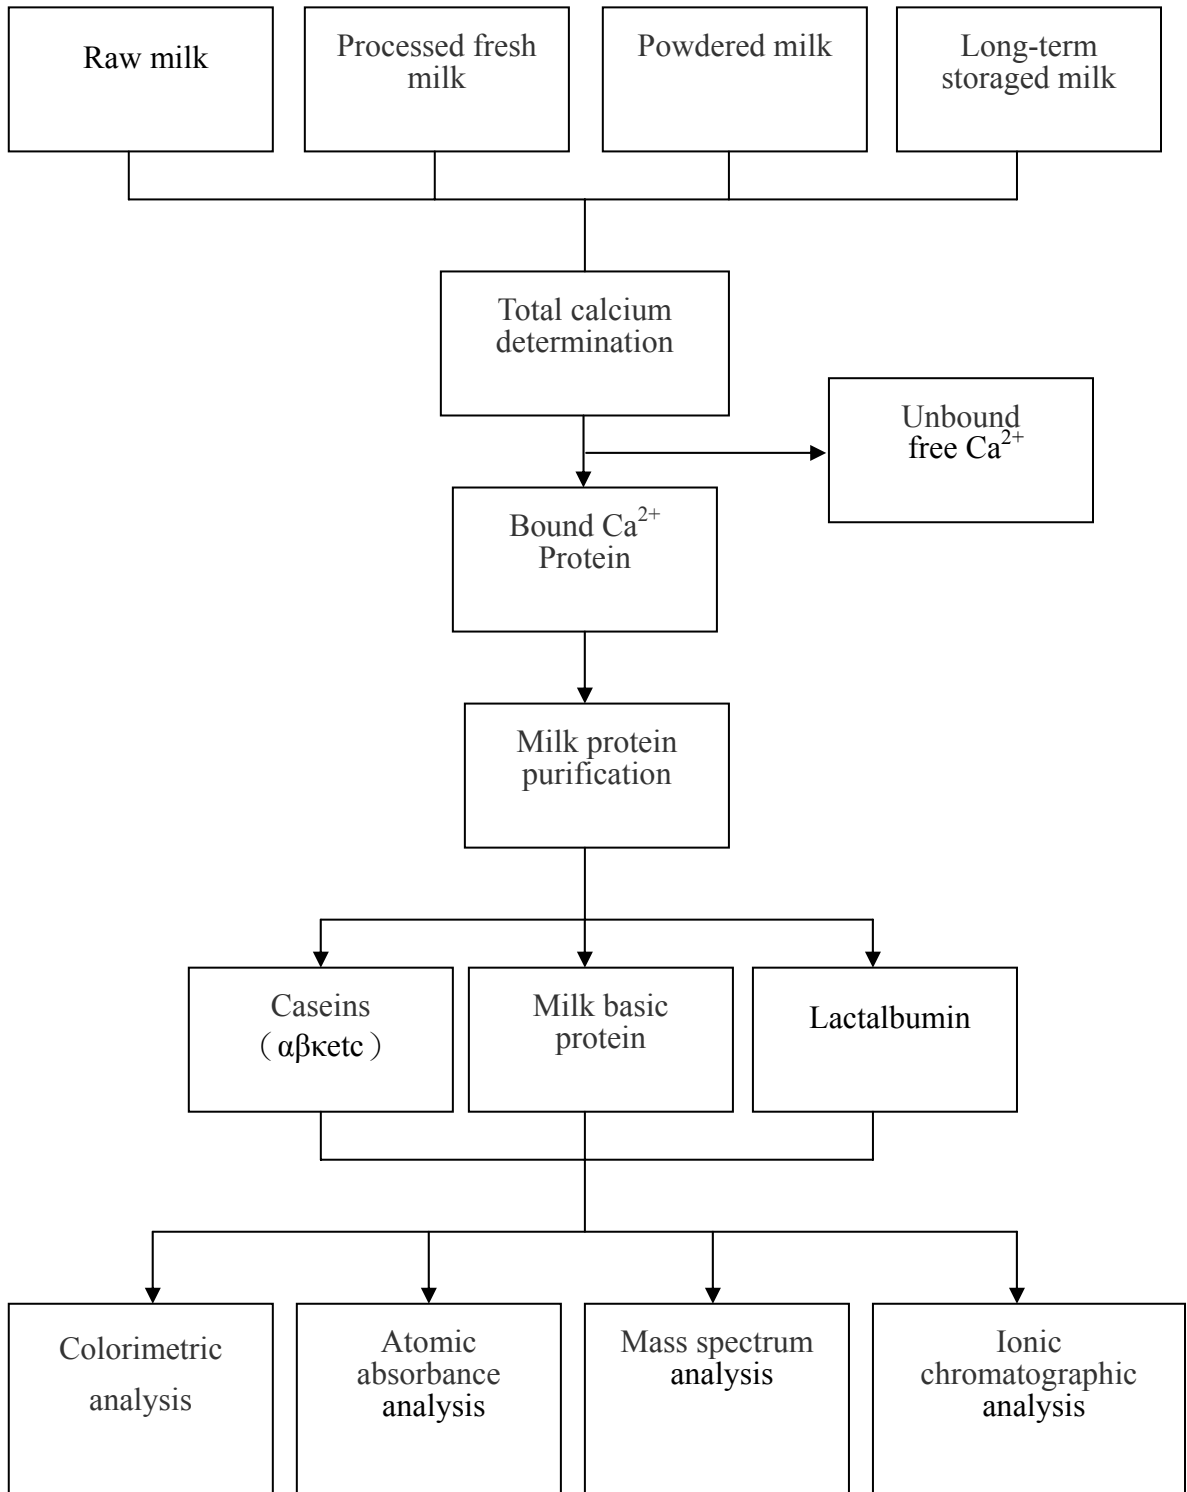 Raw milk
Processed fresh
milk
Powdered milk
Long-term
storaged milk
Total calcium
determination
Unbound
free Ca²⁺
Bound Ca²⁺
Protein
Milk protein
purification
Caseins
（αβκetc）
Milk basic
protein
Lactalbumin
Colorimetric
analysis
Atomic
absorbance
analysis
Mass spectrum
analysis
Ionic
chromatographic
analysis